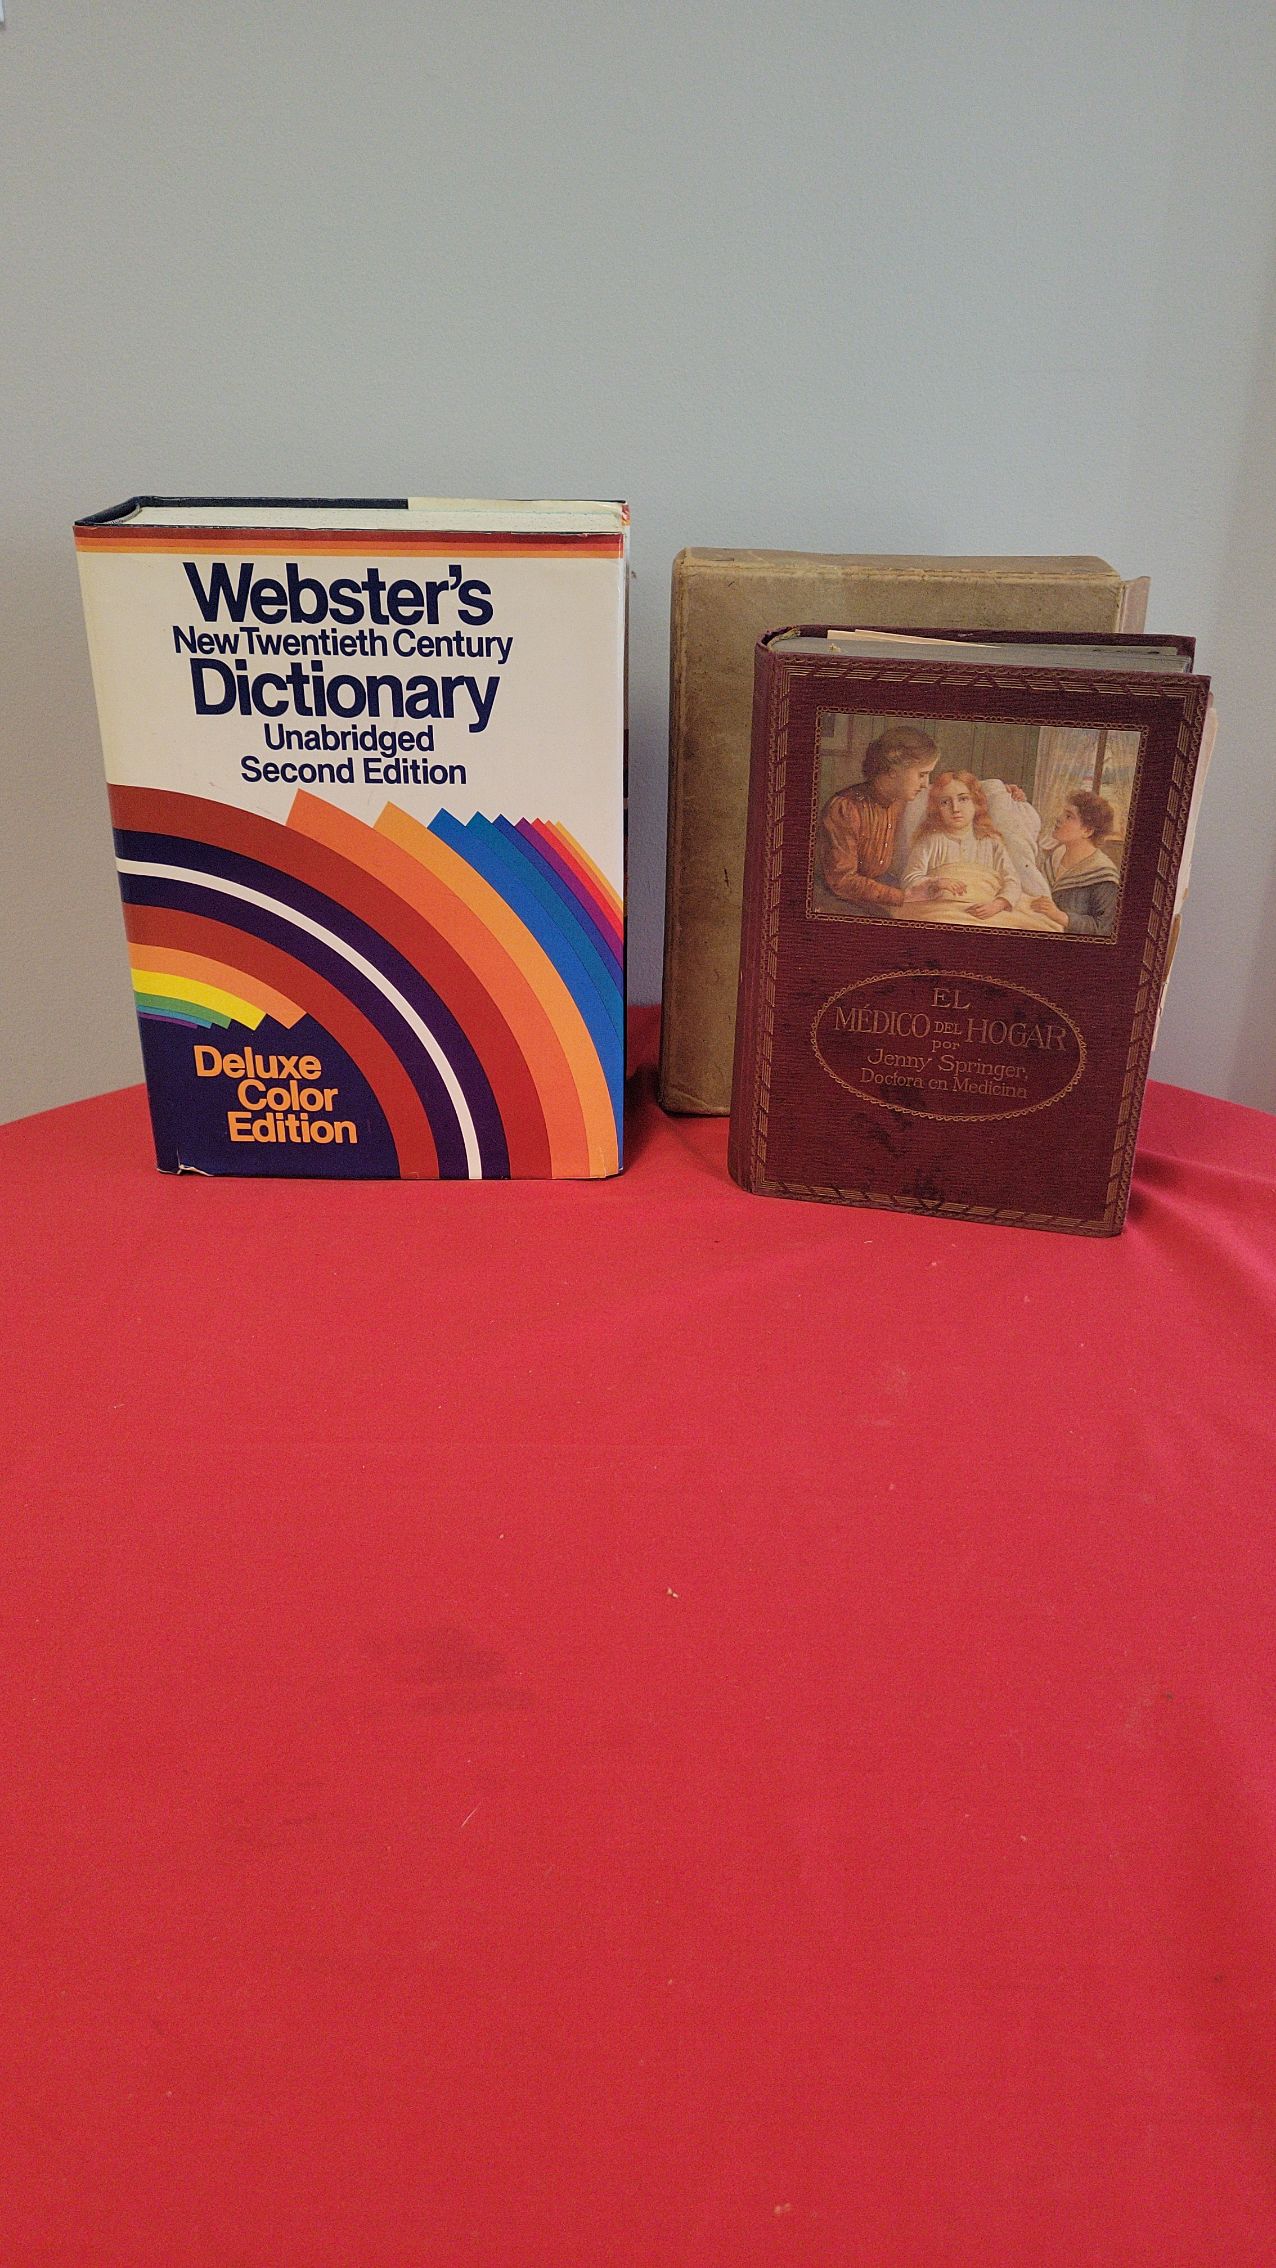 Webster's
New Twentieth Century
Dictionary
Unabridged
Second Edition
Deluxe
Color
Edition
EL
MÉDICO DEL HOGAR
por
Jenny Springer,
Doctora en Medicina